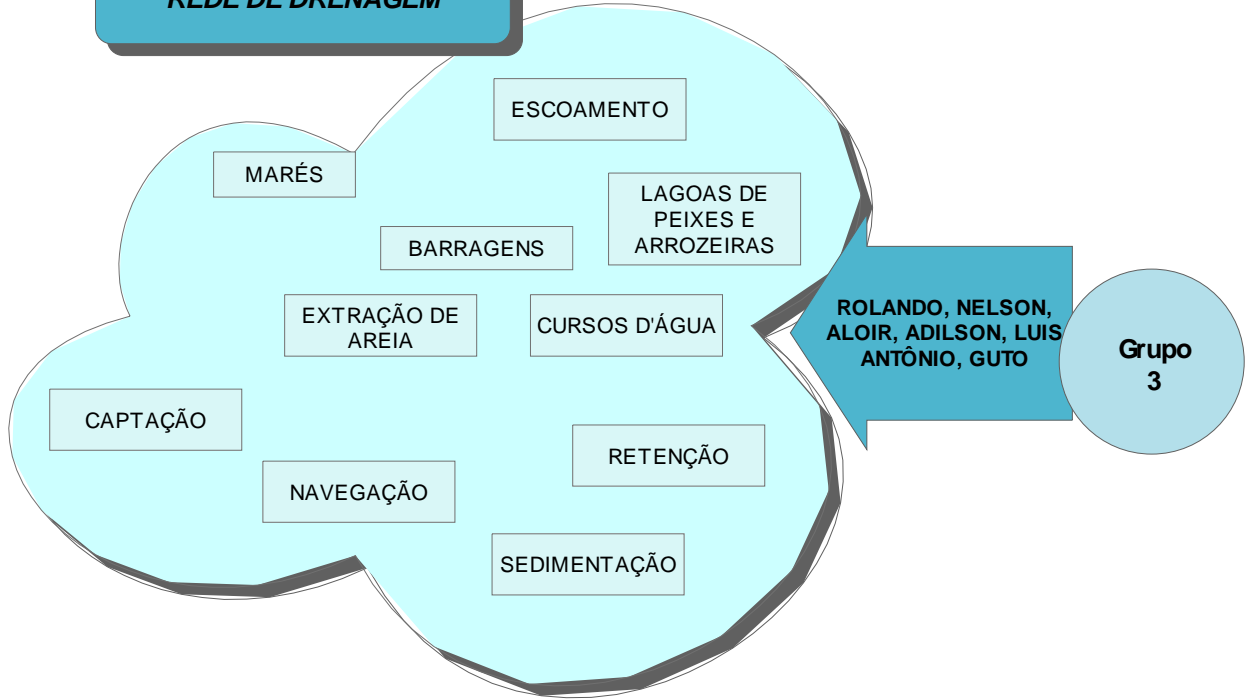 REDE DE DRENAGEM
ESCOAMENTO
MARÉS
LAGOAS DE
PEIXES E
ARROZEIRAS
BARRAGENS
EXTRAÇÃO DE
AREIA
CURSOS D'ÁGUA
ROLANDO, NELSON,
ALOIR, ADILSON, LUIS
ANTÔNIO, GUTO
Grupo
3
CAPTAÇÃO
RETENÇÃO
NAVEGAÇÃO
SEDIMENTAÇÃO